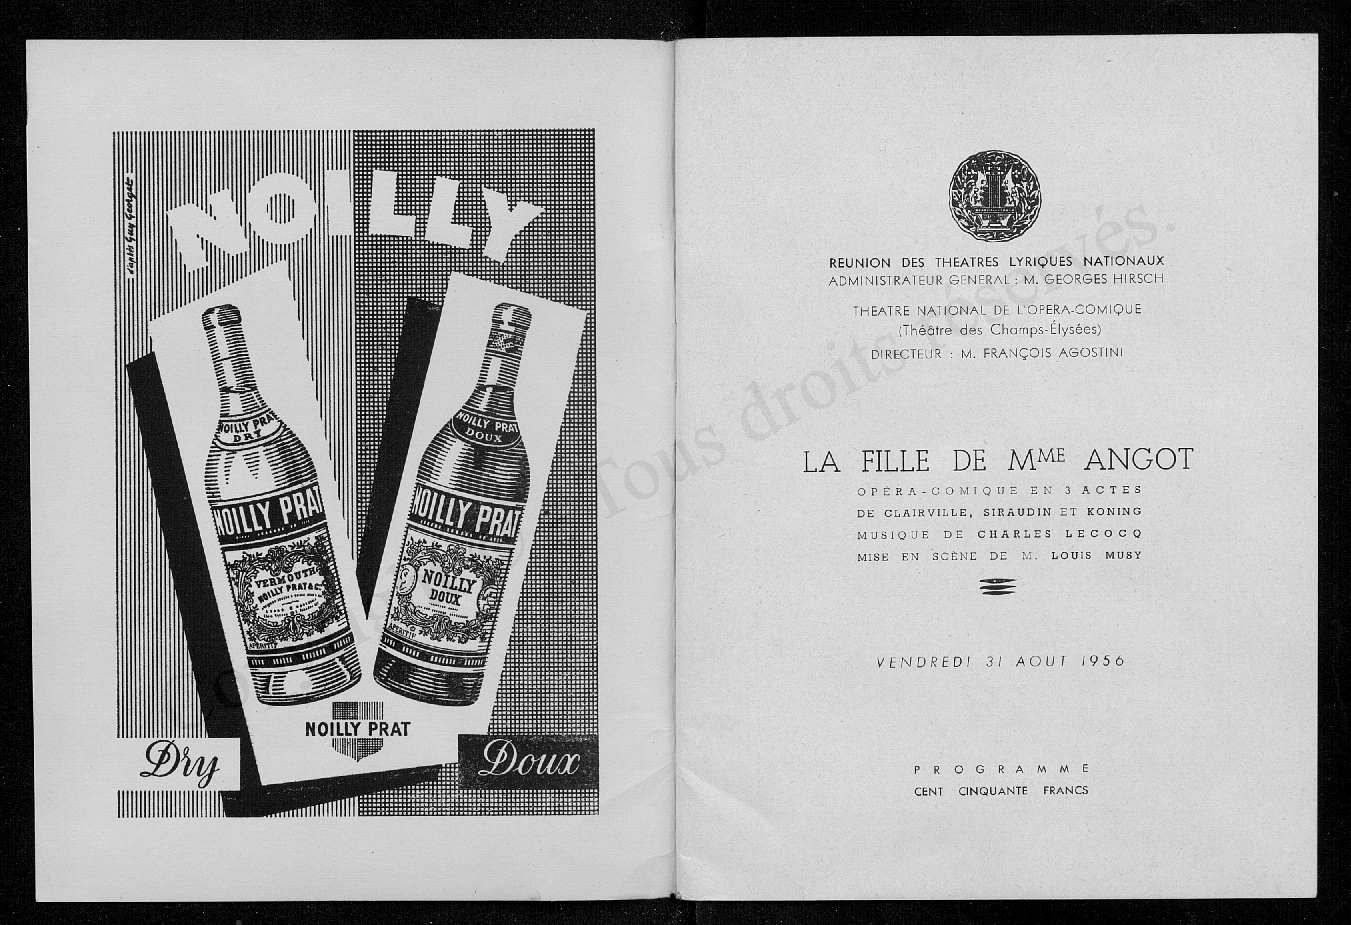 d'après Guy Georget
NOILLY
NOILLY PRAT
DRY
NOILLY PRAT
VERMOUTH
NOILLY PRAT & C
APERITIF
NOILLY PRAT
DOUX
NOILLY PRAT
NOILLY
DOUX
APERITIF
NOILLY PRAT
Dry
Doux
REUNION DES THEATRES LYRIQUES NATIONAUX
ADMINISTRATEUR GENERAL : M. GEORGES HIRSCH
THEATRE NATIONAL DE L'OPERA-COMIQUE
(Théâtre des Champs-Élysées)
DIRECTEUR : M. FRANÇOIS AGOSTINI
LA FILLE DE MME ANGOT
OPÉRA-COMIQUE EN 3 ACTES
DE CLAIRVILLE, SIRAUDIN ET KONING
MUSIQUE DE CHARLES LECOCQ
MISE EN SCÈNE DE M. LOUIS MUSY
VENDREDI 31 AOUT 1956
PROGRAMME
CENT CINQUANTE FRANCS
Tous droits réservés.